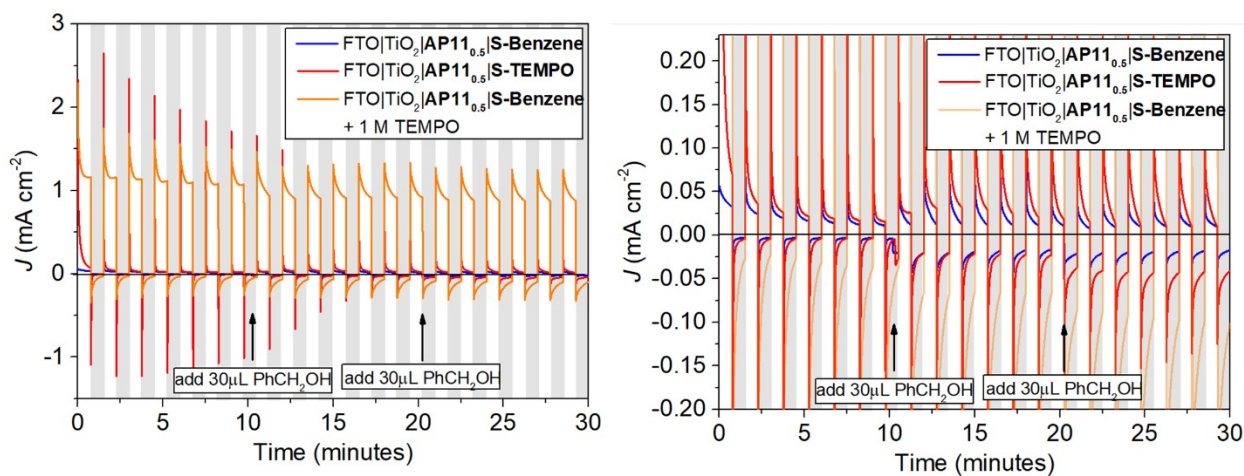 3
2
1
0
-1
J (mA cm⁻²)
FTO|TiO₂|AP11₀.₅|S-Benzene
FTO|TiO₂|AP11₀.₅|S-TEMPO
FTO|TiO₂|AP11₀.₅|S-Benzene
+ 1 M TEMPO
add 30μL PhCH₂OH
add 30μL PhCH₂OH
0 5 10 15 20 25 30
Time (minutes)
0.20
0.15
0.10
0.05
0.00
-0.05
-0.10
-0.15
-0.20
J (mA cm⁻²)
FTO|TiO₂|AP11₀.₅|S-Benzene
FTO|TiO₂|AP11₀.₅|S-TEMPO
FTO|TiO₂|AP11₀.₅|S-Benzene
+ 1 M TEMPO
add 30μL PhCH₂OH
add 30μL PhCH₂OH
0 5 10 15 20 25 30
Time (minutes)